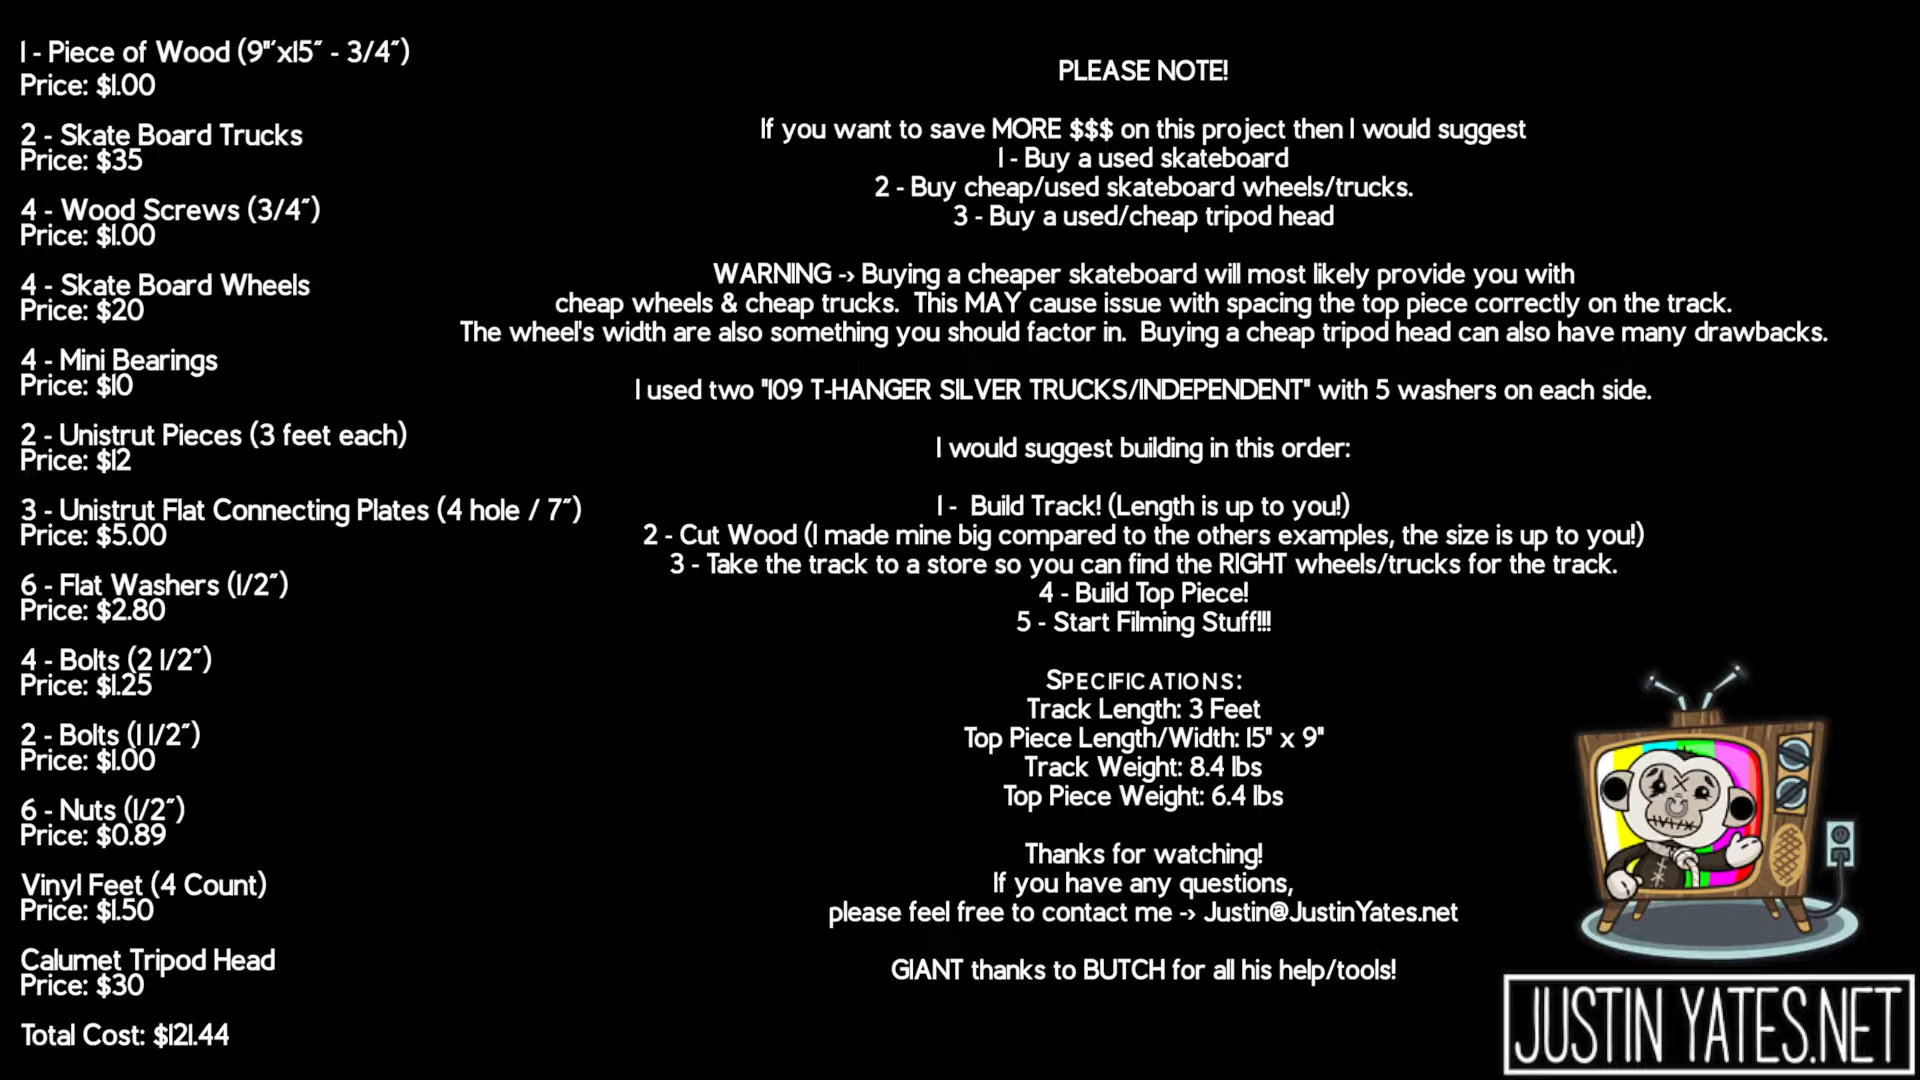 1 - Piece of Wood (9"x15" - 3/4")
Price: $1.00
2 - Skate Board Trucks
Price: $35
4 - Wood Screws (3/4")
Price: $1.00
4 - Skate Board Wheels
Price: $20
4 - Mini Bearings
Price: $10
2 - Unistrut Pieces (3 feet each)
Price: $12
3 - Unistrut Flat Connecting Plates (4 hole / 7")
Price: $5.00
6 - Flat Washers (1/2")
Price: $2.80
4 - Bolts (2 1/2")
Price: $1.25
2 - Bolts (1 1/2")
Price: $1.00
6 - Nuts (1/2")
Price: $0.89
Vinyl Feet (4 Count)
Price: $1.50
Calumet Tripod Head
Price: $30
Total Cost: $121.44
PLEASE NOTE!
If you want to save MORE $$$ on this project then I would suggest
1 - Buy a used skateboard
2 - Buy cheap/used skateboard wheels/trucks.
3 - Buy a used/cheap tripod head
WARNING -> Buying a cheaper skateboard will most likely provide you with
cheap wheels & cheap trucks. This MAY cause issue with spacing the top piece correctly on the track.
The wheel's width are also something you should factor in. Buying a cheap tripod head can also have many drawbacks.
I used two "109 T-HANGER SILVER TRUCKS/INDEPENDENT" with 5 washers on each side.
I would suggest building in this order:
1 - Build Track! (Length is up to you!)
2 - Cut Wood (I made mine big compared to the others examples, the size is up to you!)
3 - Take the track to a store so you can find the RIGHT wheels/trucks for the track.
4 - Build Top Piece!
5 - Start Filming Stuff!!!
SPECIFICATIONS:
Track Length: 3 Feet
Top Piece Length/Width: 15" x 9"
Track Weight: 8.4 lbs
Top Piece Weight: 6.4 lbs
Thanks for watching!
If you have any questions,
please feel free to contact me -> Justin@JustinYates.net
GIANT thanks to BUTCH for all his help/tools!
JUSTIN YATES.NET